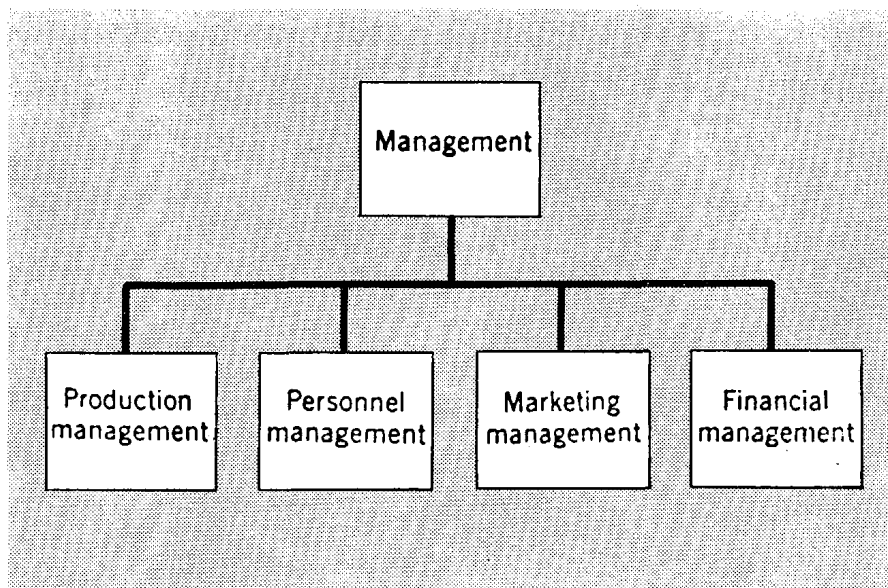 Management
Production
management
Personnel
management
Marketing
management
Financial
management